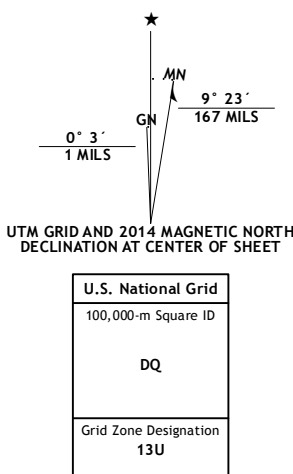 MN
9° 23´
167 MILS
GN
0° 3´
1 MILS
UTM GRID AND 2014 MAGNETIC NORTH
DECLINATION AT CENTER OF SHEET
U.S. National Grid
100,000-m Square ID
DQ
Grid Zone Designation
13U